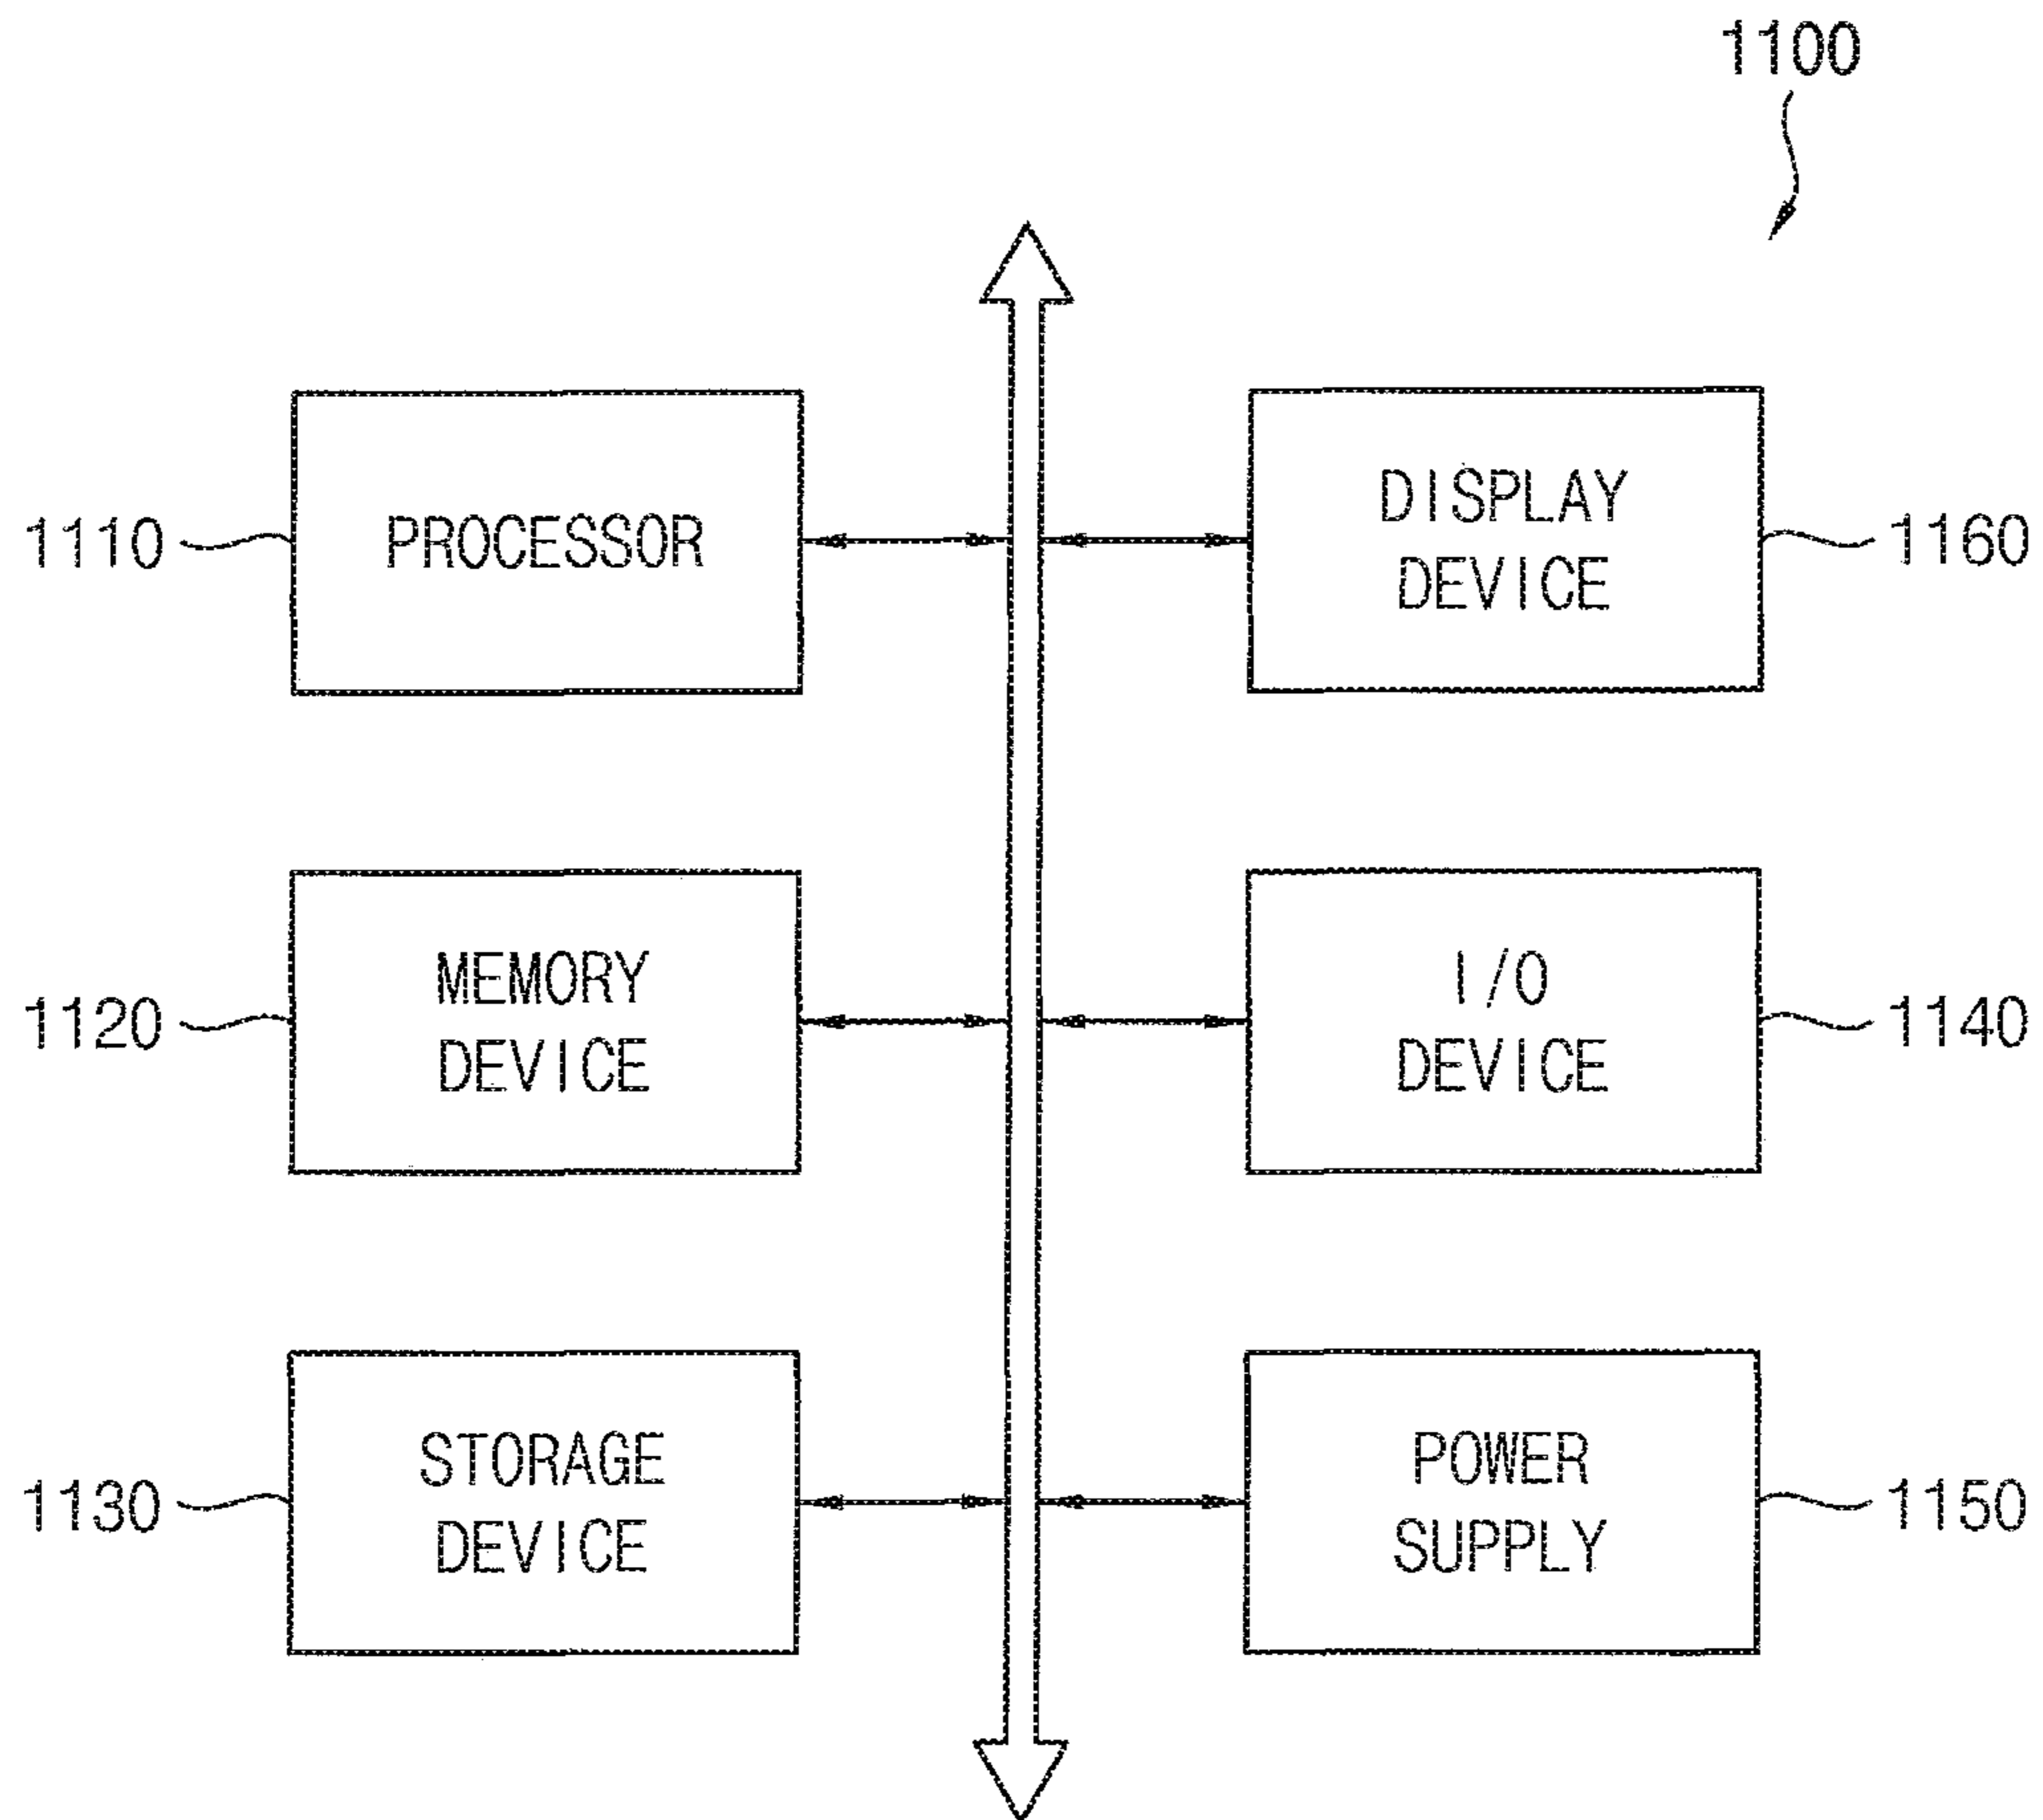 1100
1110
PROCESSOR
DISPLAY
DEVICE
1160
1120
MEMORY
DEVICE
I/O
DEVICE
1140
1130
STORAGE
DEVICE
POWER
SUPPLY
1150